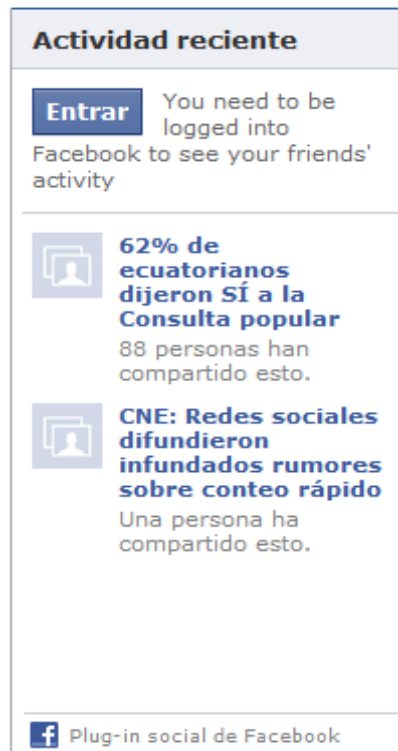 Actividad reciente
Entrar You need to be
logged into
Facebook to see your friends'
activity
62% de
ecuatorianos
dijeron SÍ a la
Consulta popular
88 personas han
compartido esto.
CNE: Redes sociales
difundieron
infundados rumores
sobre conteo rápido
Una persona ha
compartido esto.
Plug-in social de Facebook